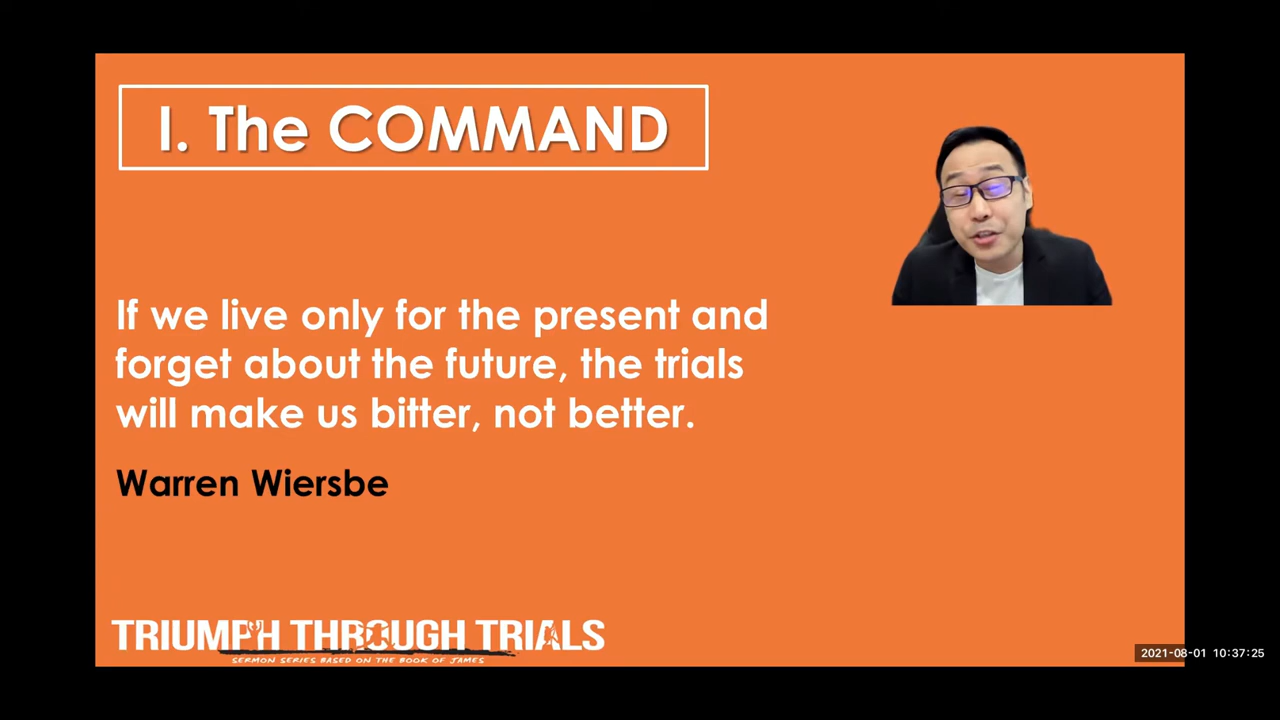 I. The COMMAND
If we live only for the present and
forget about the future, the trials
will make us bitter, not better.
Warren Wiersbe
TRIUMPH THROUGH TRIALS
SERMON SERIES BASED ON THE BOOK OF JAMES
2021-08-01 10:37:25